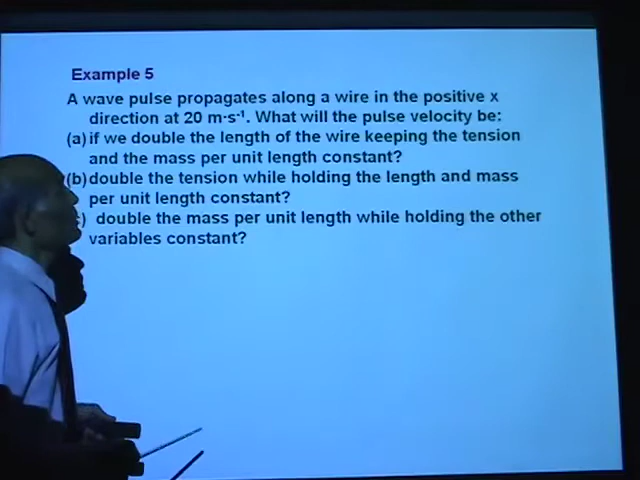 Example 5
A wave pulse propagates along a wire in the positive x
direction at 20 m·s⁻¹. What will the pulse velocity be:
(a) if we double the length of the wire keeping the tension
and the mass per unit length constant?
(b) double the tension while holding the length and mass
per unit length constant?
) double the mass per unit length while holding the other
variables constant?